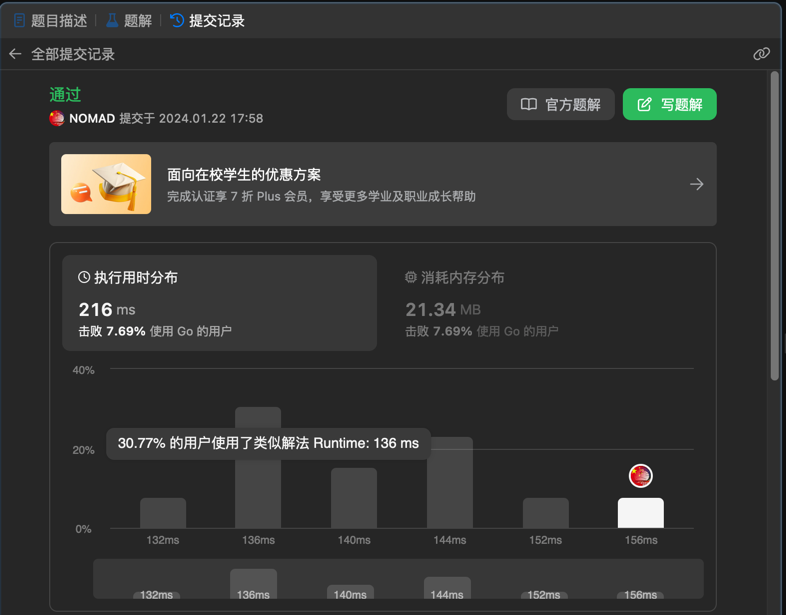 题目描述 题解 提交记录
全部提交记录
通过
NOMAD 提交于 2024.01.22 17:58
官方题解 写题解
面向在校学生的优惠方案
完成认证享 7 折 Plus 会员，享受更多学业及职业成长帮助
执行用时分布 消耗内存分布
216 ms 21.34 MB
击败 7.69% 使用 Go 的用户 击败 7.69% 使用 Go 的用户
40%
30.77% 的用户使用了类似解法 Runtime: 136 ms
20%
0%
132ms 136ms 140ms 144ms 152ms 156ms
132ms 136ms 140ms 144ms 152ms 156ms